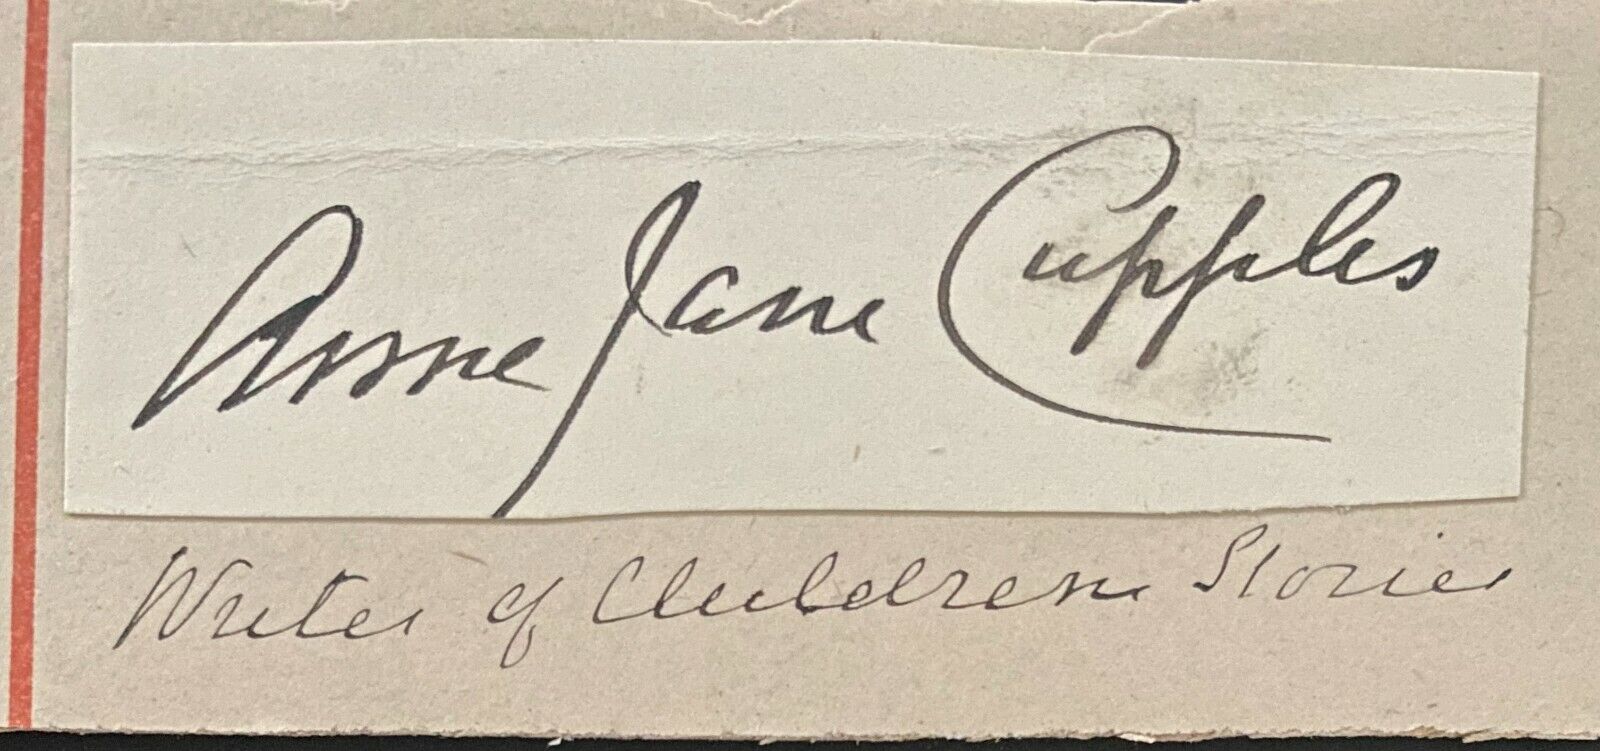 Anne Jane Cupples
Writer of Children Stories